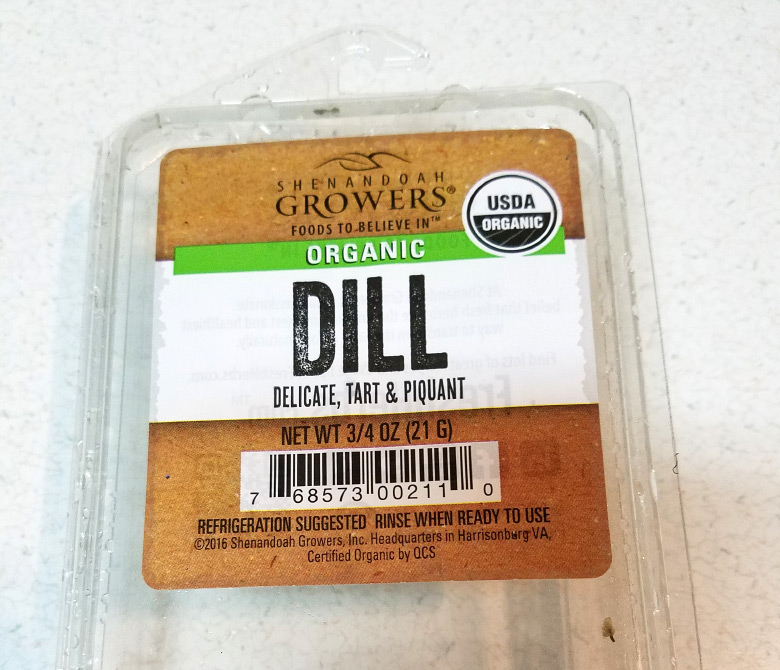 SHENANDOAH
GROWERS®
FOODS TO BELIEVE IN™
USDA
ORGANIC
ORGANIC
DILL
DELICATE, TART & PIQUANT
NET WT 3/4 OZ (21 G)
7 68573 00211 0
REFRIGERATION SUGGESTED RINSE WHEN READY TO USE
©2016 Shenandoah Growers, Inc. Headquarters in Harrisonburg VA,
Certified Organic by QCS